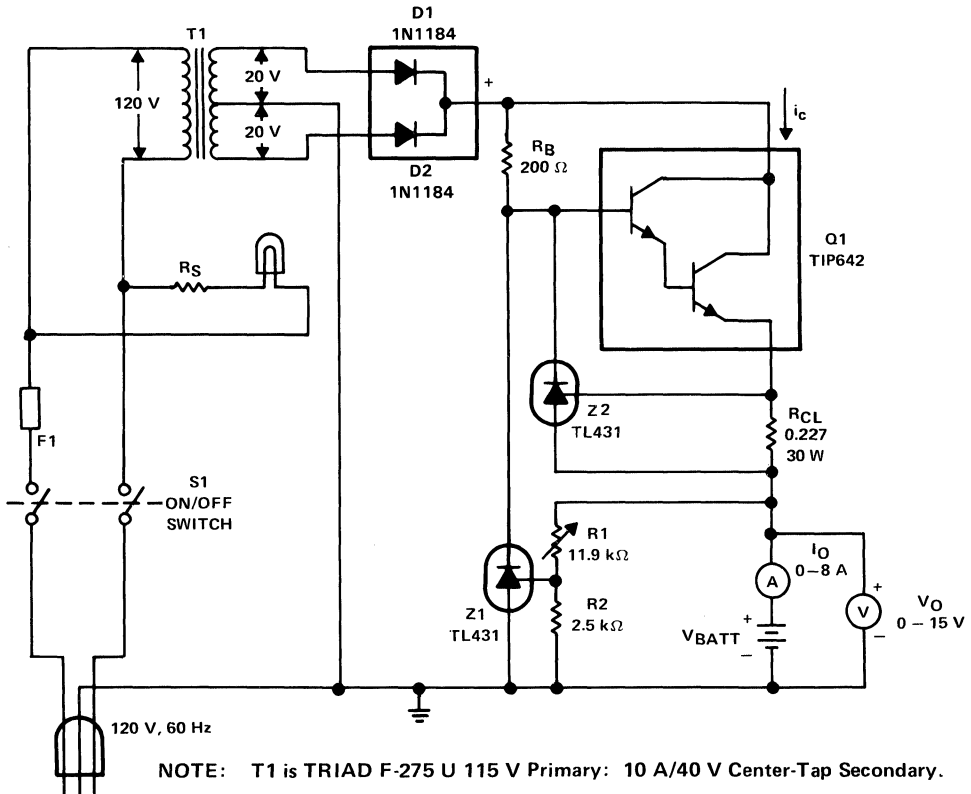 D1
1N1184
T1
20 V
120 V
20 V
+
i_c
D2
1N1184
R_B
200 Ω
Q1
TIP642
R_S
F1
S1
ON/OFF
SWITCH
Z2
TL431
R_CL
0.227
30 W
R1
11.9 kΩ
Z1
TL431
R2
2.5 kΩ
I_O
0–8 A
A
+
V_BATT
–
+
V
–
V_O
0 – 15 V
120 V, 60 Hz
NOTE: T1 is TRIAD F-275 U 115 V Primary: 10 A/40 V Center-Tap Secondary.